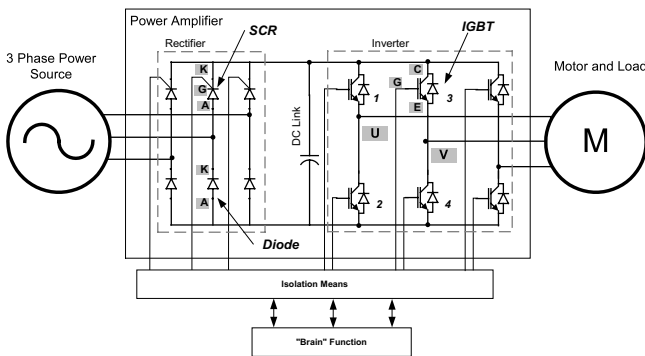 Power Amplifier
SCR
IGBT
Rectifier
Inverter
3 Phase Power
Source
Motor and Load
K
G
A
C
G
E
1
3
DC Link
U
V
M
K
A
2
4
Diode
Isolation Means
"Brain" Function